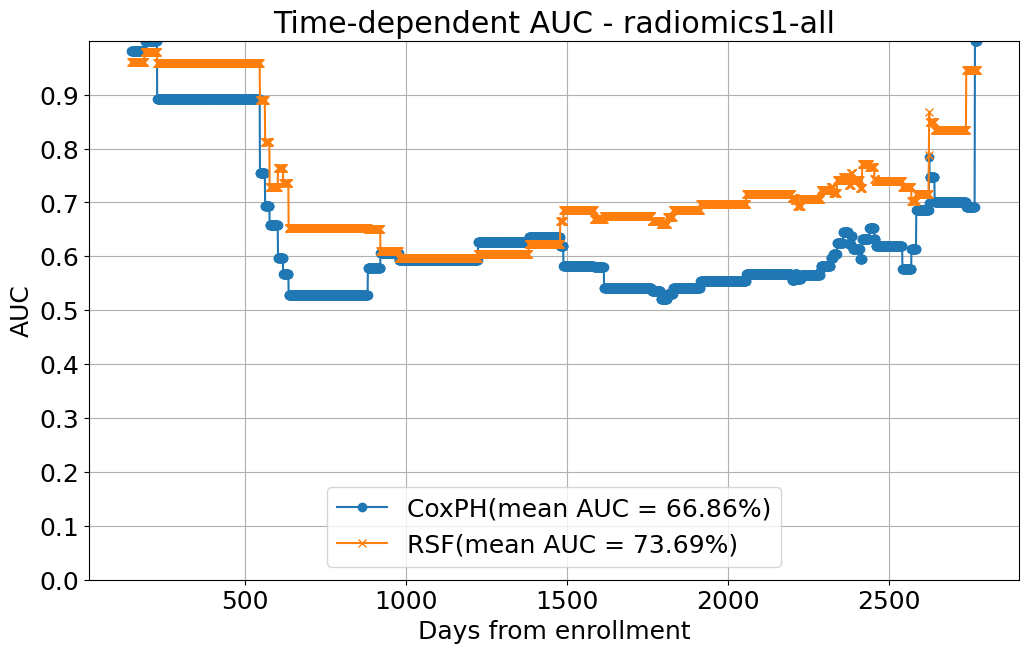 Time-dependent AUC - radiomics1-all
AUC
0.9
0.8
0.7
0.6
0.5
0.4
0.3
0.2
0.1
0.0
CoxPH(mean AUC = 66.86%)
RSF(mean AUC = 73.69%)
500 1000 1500 2000 2500
Days from enrollment